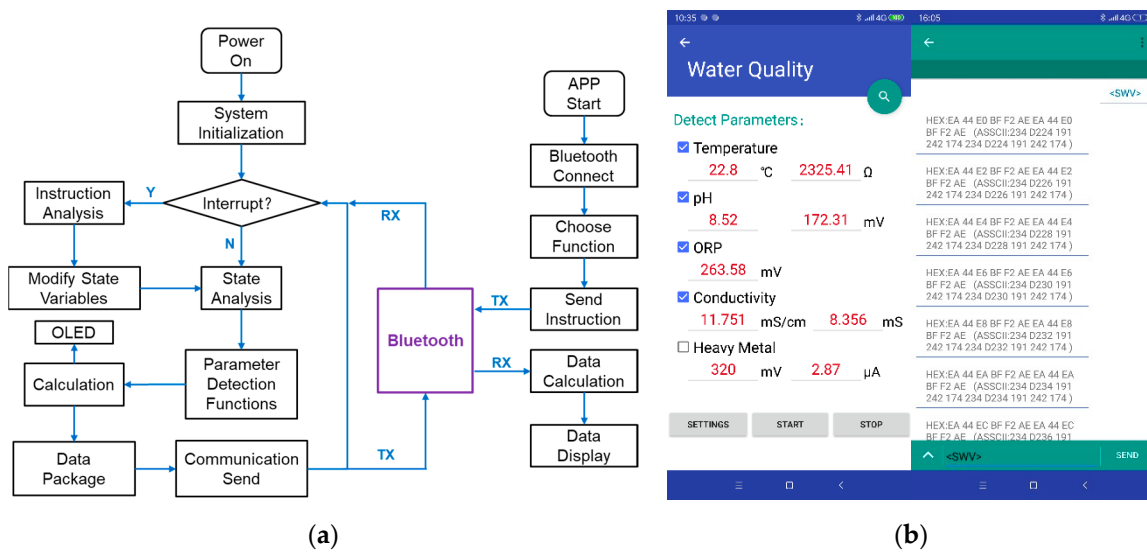 Power
On
System
Initialization
Interrupt?
Y
N
Instruction
Analysis
Modify State
Variables
State
Analysis
OLED
Calculation
Parameter
Detection
Functions
Data
Package
Communication
Send
RX
TX
Bluetooth
TX
RX
APP
Start
Bluetooth
Connect
Choose
Function
Send
Instruction
Data
Calculation
Data
Display
(a)
10:35
4G
Water Quality
Detect Parameters:
Temperature
22.8 ℃ 2325.41 Ω
pH
8.52 172.31 mV
ORP
263.58 mV
Conductivity
11.751 mS/cm 8.356 mS
Heavy Metal
320 mV 2.87 μA
SETTINGS START STOP
16:05
4G
<SWV>
HEX:EA 44 E0 BF F2 AE EA 44 E0
BF F2 AE (ASSCII:234 D224 191
242 174 234 D224 191 242 174 )
HEX:EA 44 E2 BF F2 AE EA 44 E2
BF F2 AE (ASSCII:234 D226 191
242 174 234 D226 191 242 174 )
HEX:EA 44 E4 BF F2 AE EA 44 E4
BF F2 AE (ASSCII:234 D228 191
242 174 234 D228 191 242 174 )
HEX:EA 44 E6 BF F2 AE EA 44 E6
BF F2 AE (ASSCII:234 D230 191
242 174 234 D230 191 242 174 )
HEX:EA 44 E8 BF F2 AE EA 44 E8
BF F2 AE (ASSCII:234 D232 191
242 174 234 D232 191 242 174 )
HEX:EA 44 EA BF F2 AE EA 44 EA
BF F2 AE (ASSCII:234 D234 191
242 174 234 D234 191 242 174 )
HEX:EA 44 EC BF F2 AE EA 44 EC
BF F2 AE (ASSCII:234 D236 191
<SWV> SEND
(b)